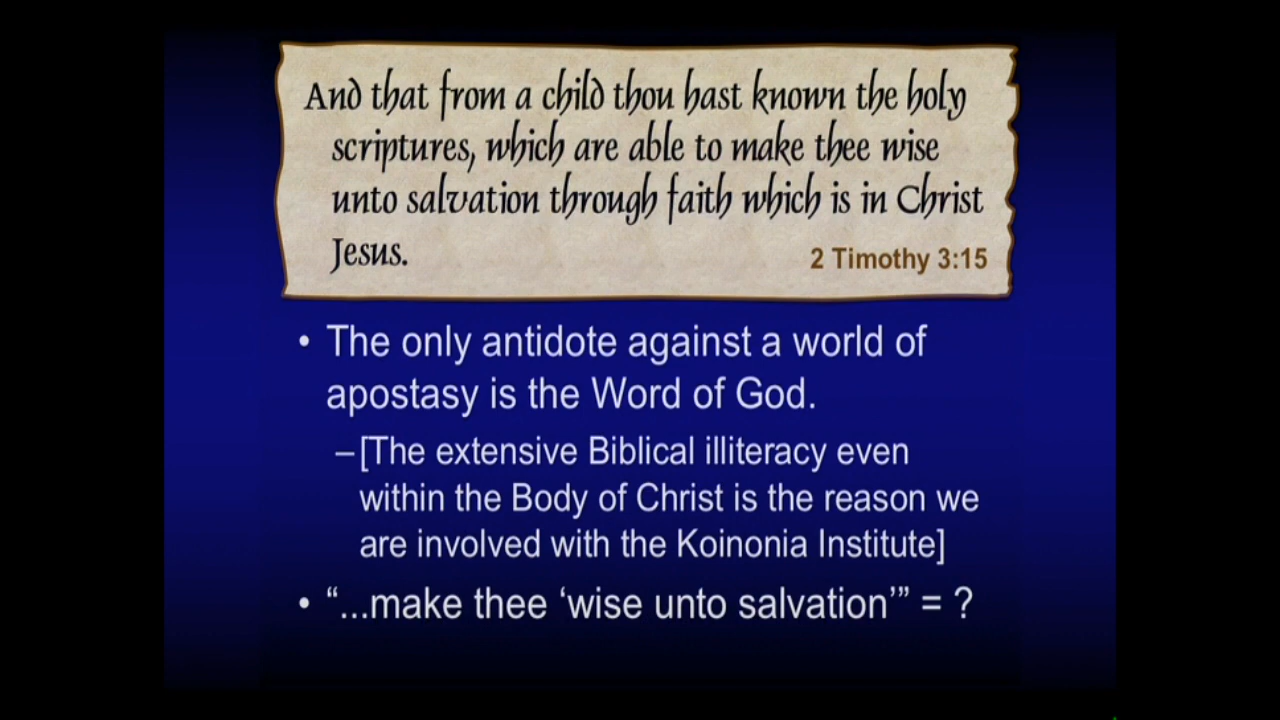 And that from a child thou hast known the holy
scriptures, which are able to make thee wise
unto salvation through faith which is in Christ
Jesus.
2 Timothy 3:15
• The only antidote against a world of
apostasy is the Word of God.
–[The extensive Biblical illiteracy even
within the Body of Christ is the reason we
are involved with the Koinonia Institute]
• “...make thee ‘wise unto salvation’” = ?